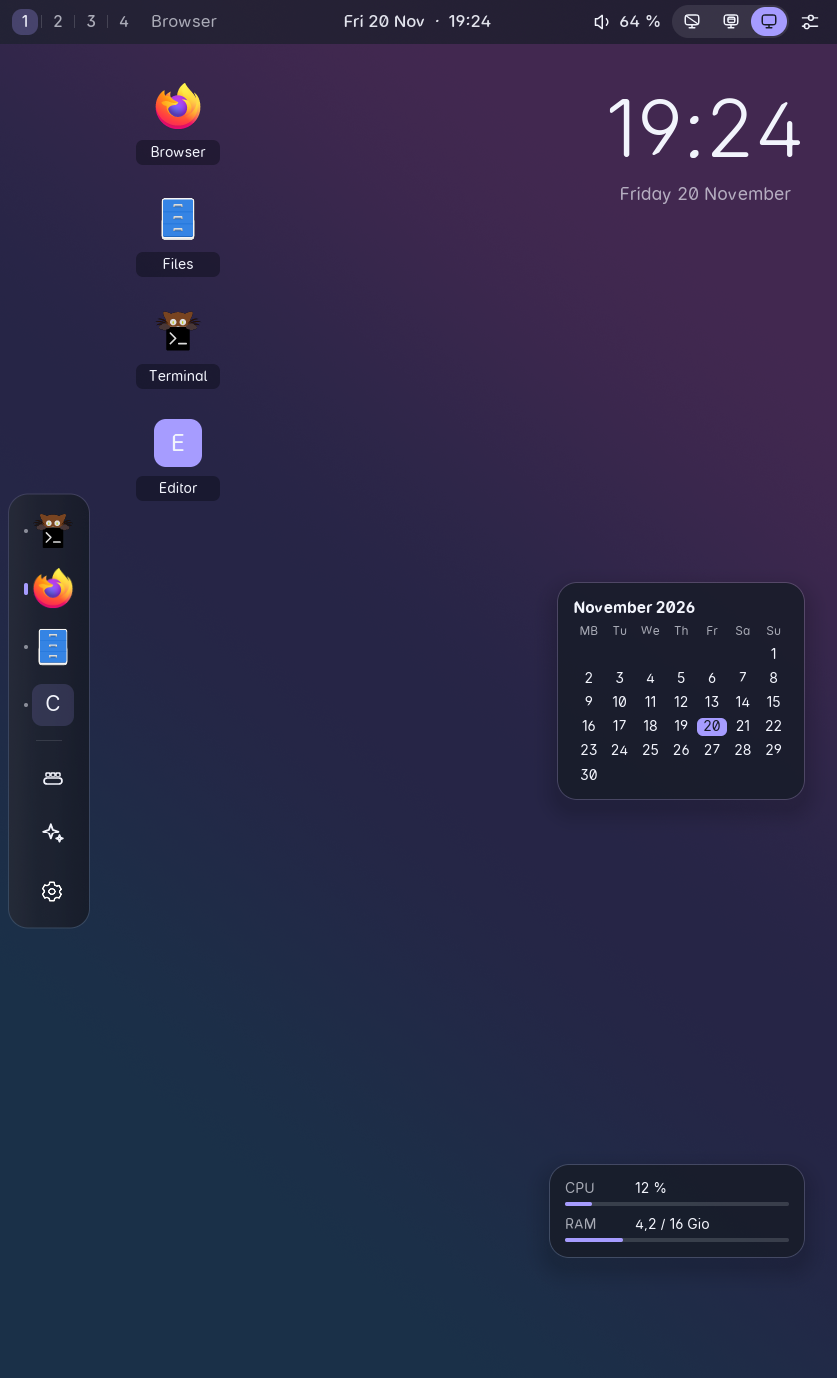 1 2 3 4 Browser Fri 20 Nov · 19:24 64 %
19:24
Friday 20 November
Browser
Files
Terminal
E
Editor
C
November 2026
MB Tu We Th Fr Sa Su
1
2 3 4 5 6 7 8
9 10 11 12 13 14 15
16 17 18 19 20 21 22
23 24 25 26 27 28 29
30
CPU 12 %
RAM 4,2 / 16 Gio